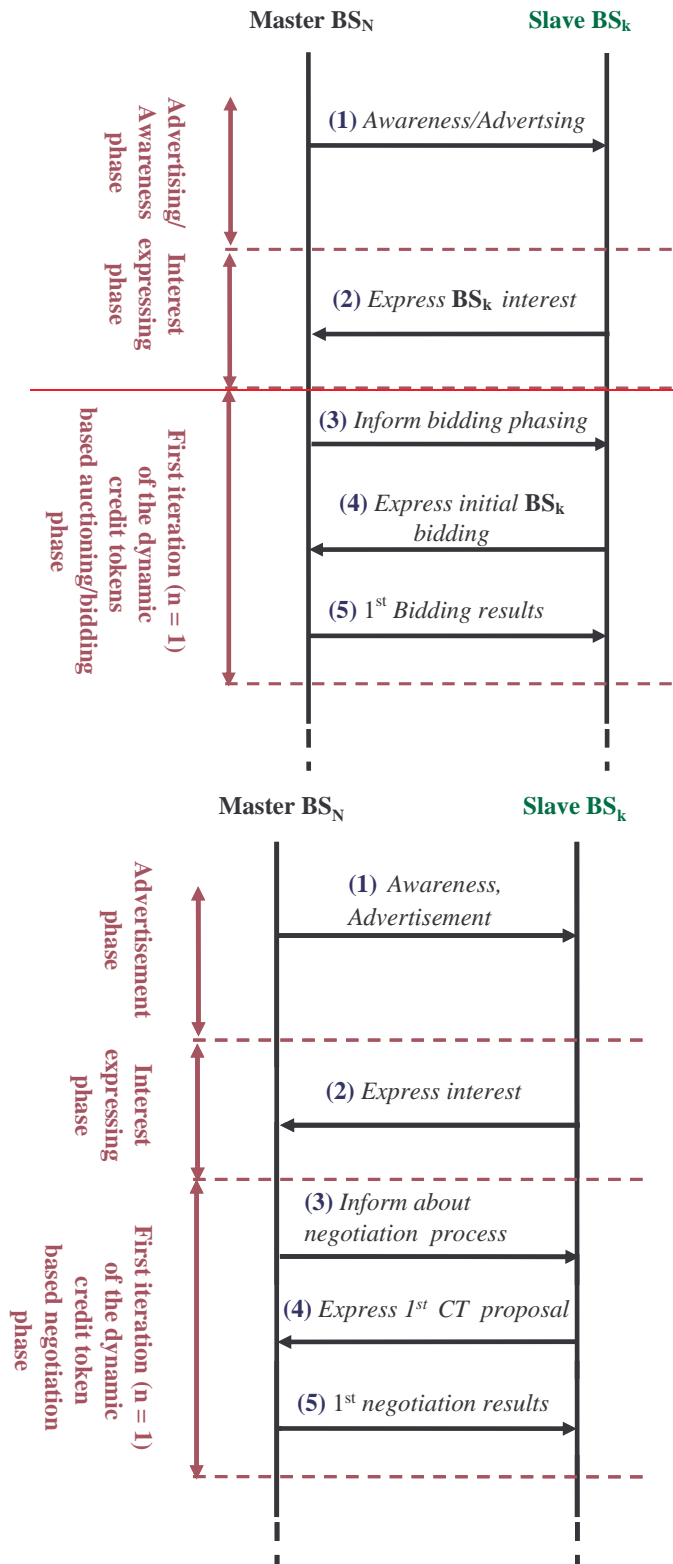 Master BSN Slave BSk
Advertising/
Awareness
phase
(1) Awareness/Advertsing
Interest
expressing
phase
(2) Express BSk interest
First iteration (n = 1)
of the dynamic
credit tokens
based auctioning/bidding
phase
(3) Inform bidding phasing
(4) Express initial BSk
bidding
(5) 1st Bidding results
Master BSN Slave BSk
Advertisement
phase
(1) Awareness,
Advertisement
Interest
expressing
phase
(2) Express interest
First iteration (n = 1)
of the dynamic
credit token
based negotiation
phase
(3) Inform about
negotiation process
(4) Express 1st CT proposal
(5) 1st negotiation results